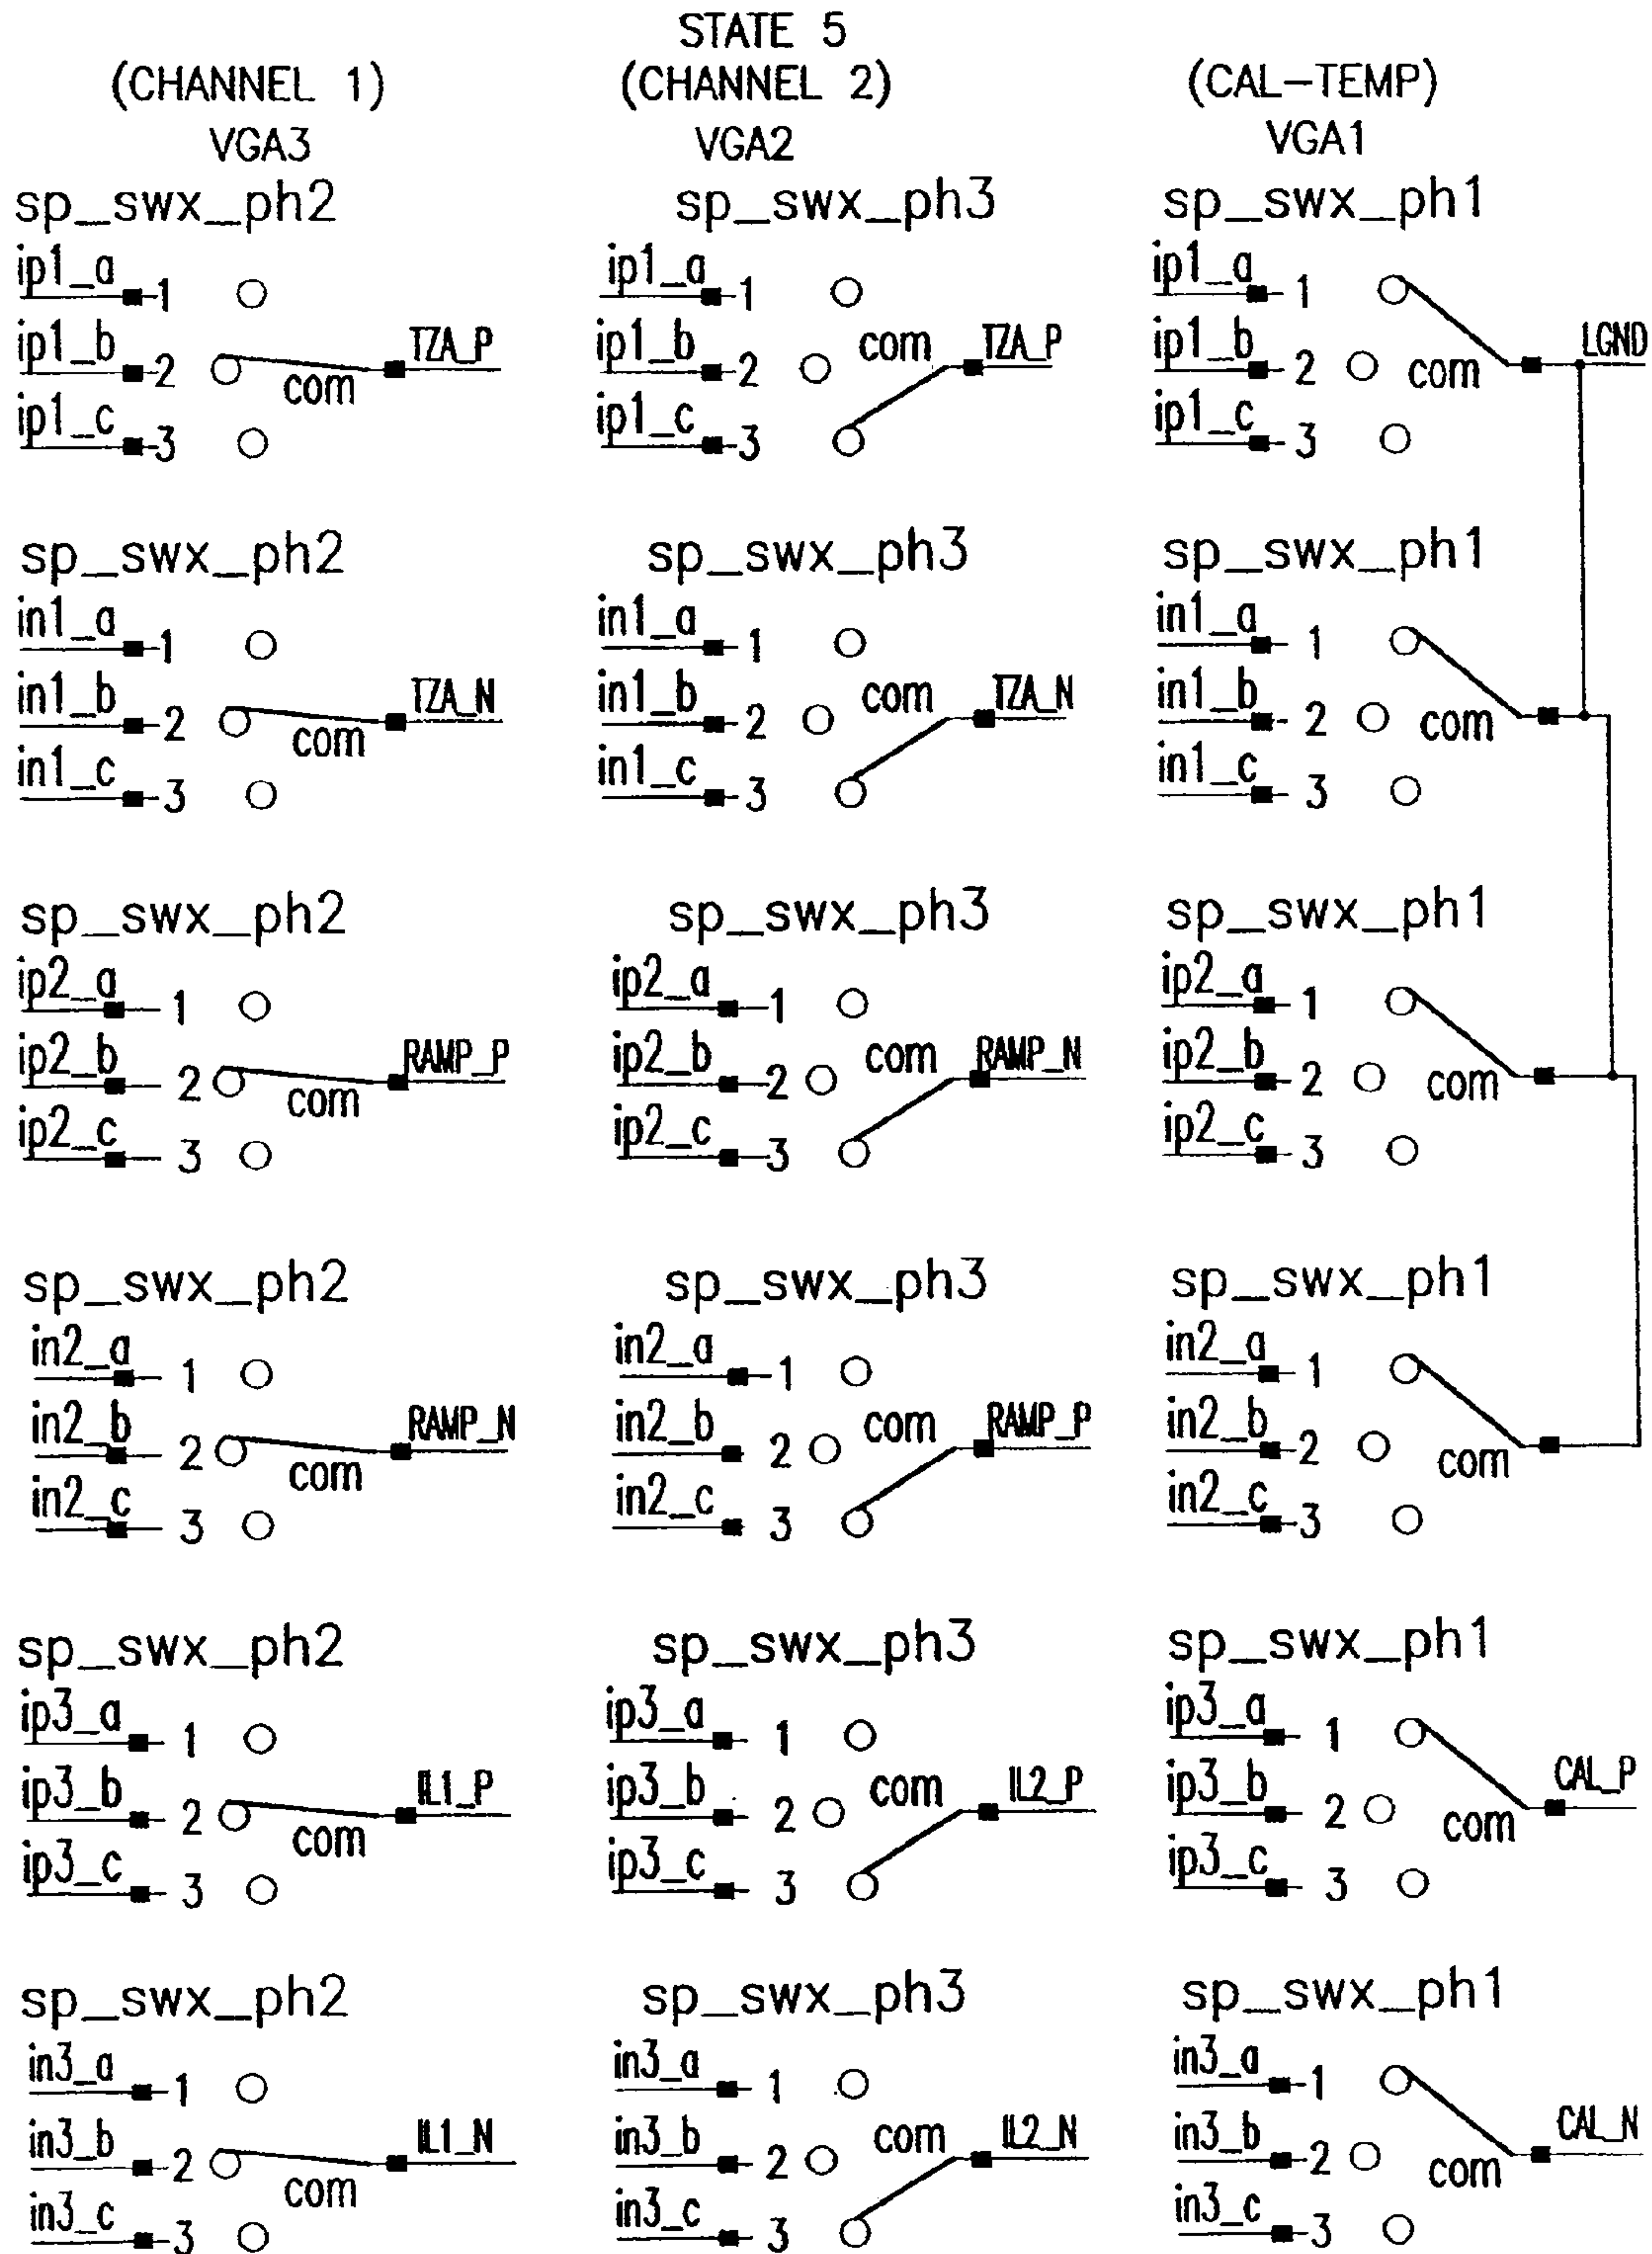 STATE 5
(CHANNEL 1) (CHANNEL 2) (CAL-TEMP)
VGA3 VGA2 VGA1
sp_swx_ph2 sp_swx_ph3 sp_swx_ph1
ip1_a 1 ip1_a 1 ip1_a 1
ip1_b 2 com TZA_P ip1_b 2 com TZA_P ip1_b 2 com LGND
ip1_c 3 ip1_c 3 ip1_c 3
sp_swx_ph2 sp_swx_ph3 sp_swx_ph1
in1_a 1 in1_a 1 in1_a 1
in1_b 2 com TZA_N in1_b 2 com TZA_N in1_b 2 com
in1_c 3 in1_c 3 in1_c 3
sp_swx_ph2 sp_swx_ph3 sp_swx_ph1
ip2_a 1 ip2_a 1 ip2_a 1
ip2_b 2 com RAMP_P ip2_b 2 com RAMP_N ip2_b 2 com
ip2_c 3 ip2_c 3 ip2_c 3
sp_swx_ph2 sp_swx_ph3 sp_swx_ph1
in2_a 1 in2_a 1 in2_a 1
in2_b 2 com RAMP_N in2_b 2 com RAMP_P in2_b 2 com
in2_c 3 in2_c 3 in2_c 3
sp_swx_ph2 sp_swx_ph3 sp_swx_ph1
ip3_a 1 ip3_a 1 ip3_a 1
ip3_b 2 com IL1_P ip3_b 2 com IL2_P ip3_b 2 com CAL_P
ip3_c 3 ip3_c 3 ip3_c 3
sp_swx_ph2 sp_swx_ph3 sp_swx_ph1
in3_a 1 in3_a 1 in3_a 1
in3_b 2 com IL1_N in3_b 2 com IL2_N in3_b 2 com CAL_N
in3_c 3 in3_c 3 in3_c 3